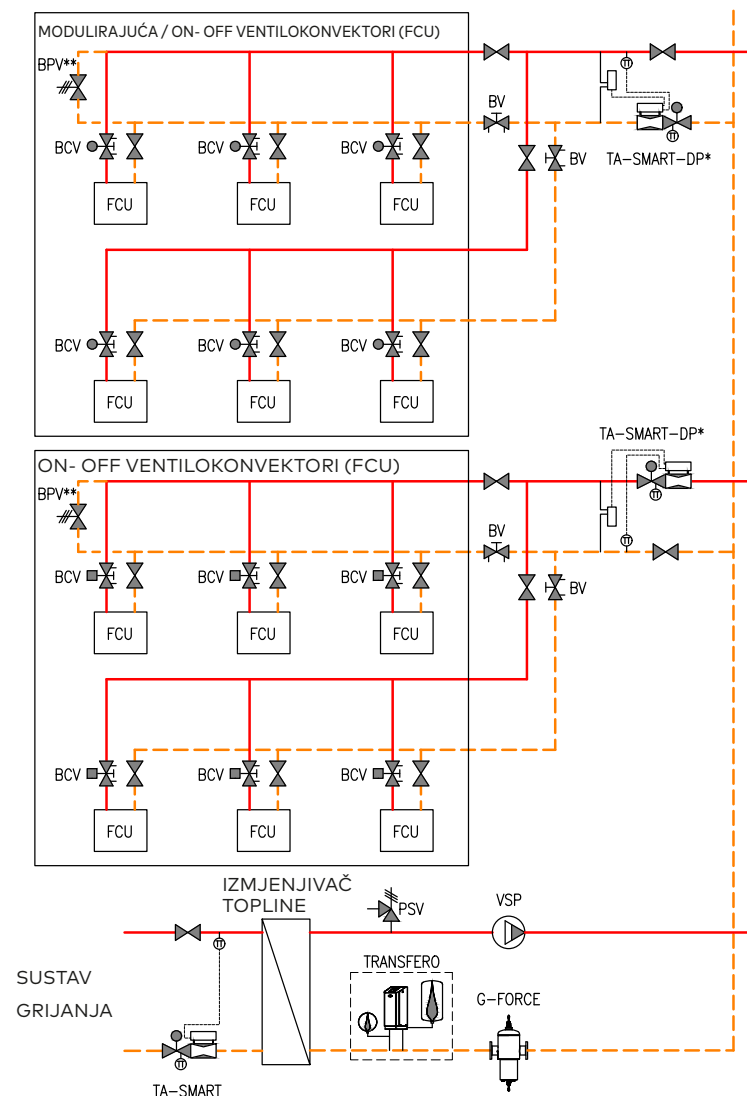 MODULIRAJUĆA / ON- OFF VENTILOKONVEKTORI (FCU)
BPV**
BV
BCV
BCV
BCV
BV
TA-SMART-DP*
FCU
FCU
FCU
BCV
BCV
BCV
FCU
FCU
FCU
TA-SMART-DP*
ON- OFF VENTILOKONVEKTORI (FCU)
BPV**
BV
BCV
BCV
BCV
BV
FCU
FCU
FCU
BCV
BCV
BCV
FCU
FCU
FCU
IZMJENJIVAČ
TOPLINE
PSV
VSP
TRANSFERO
SUSTAV
GRIJANJA
G-FORCE
TA-SMART